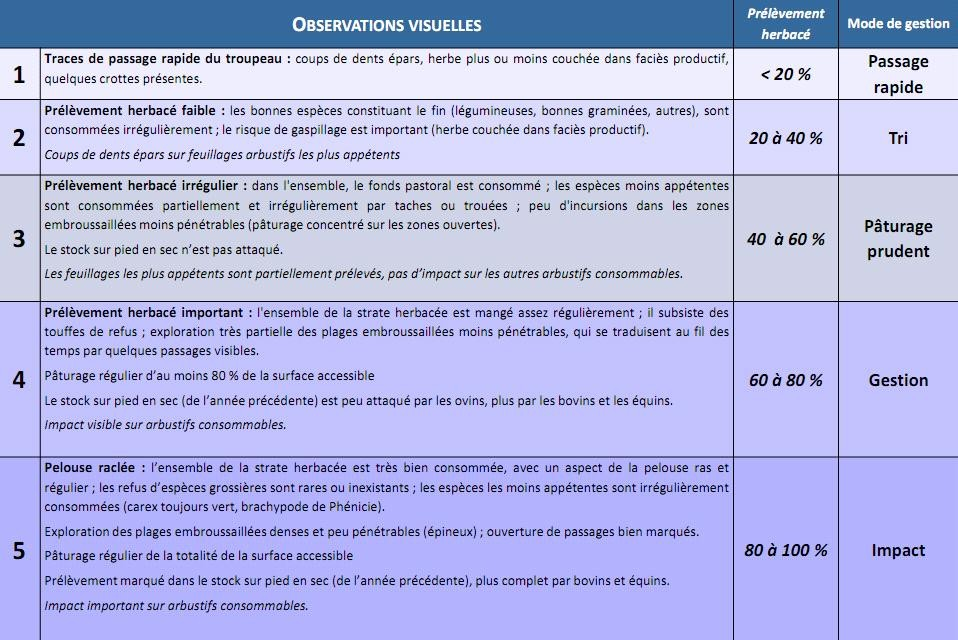 OBSERVATIONS VISUELLES
Prélèvement
herbacé
Mode de gestion
1
Traces de passage rapide du troupeau : coups de dents épars, herbe plus ou moins couchée dans faciès productif,
quelques crottes présentes.
< 20 %
Passage
rapide
2
Prélèvement herbacé faible : les bonnes espèces constituant le fin (légumineuses, bonnes graminées, autres), sont
consommées irrégulièrement ; le risque de gaspillage est important (herbe couchée dans faciès productif).
Coups de dents épars sur feuillages arbustifs les plus appétents
20 à 40 %
Tri
3
Prélèvement herbacé irrégulier : dans l'ensemble, le fonds pastoral est consommé ; les espèces moins appétentes
sont consommées partiellement et irrégulièrement par taches ou trouées ; peu d'incursions dans les zones
embroussaillées moins pénétrables (pâturage concentré sur les zones ouvertes).
Le stock sur pied en sec n’est pas attaqué.
Les feuillages les plus appétents sont partiellement prélevés, pas d’impact sur les autres arbustifs consommables.
40 à 60 %
Pâturage
prudent
4
Prélèvement herbacé important : l'ensemble de la strate herbacée est mangé assez régulièrement ; il subsiste des
touffes de refus ; exploration très partielle des plages embroussaillées moins pénétrables, qui se traduisent au fil des
temps par quelques passages visibles.
Pâturage régulier d’au moins 80 % de la surface accessible
Le stock sur pied en sec (de l’année précédente) est peu attaqué par les ovins, plus par les bovins et les équins.
Impact visible sur arbustifs consommables.
60 à 80 %
Gestion
5
Pelouse raclée : l’ensemble de la strate herbacée est très bien consommée, avec un aspect de la pelouse ras et
régulier ; les refus d’espèces grossières sont rares ou inexistants ; les espèces les moins appétentes sont irrégulièrement
consommées (carex toujours vert, brachypode de Phénicie).
Exploration des plages embroussaillées denses et peu pénétrables (épineux) ; ouverture de passages bien marqués.
Pâturage régulier de la totalité de la surface accessible
Prélèvement marqué dans le stock sur pied en sec (de l’année précédente), plus complet par bovins et équins.
Impact important sur arbustifs consommables.
80 à 100 %
Impact